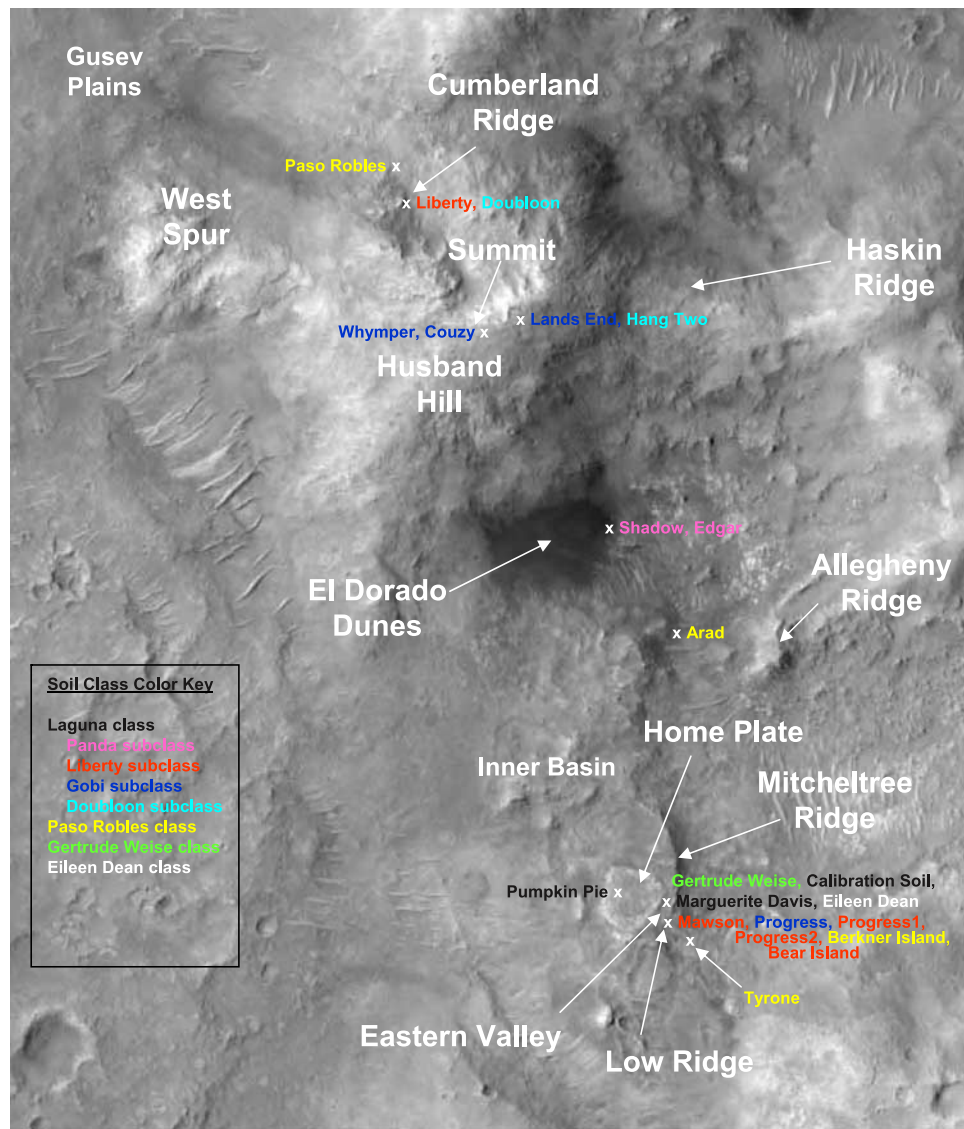 Gusev
Plains
Cumberland
Ridge
Paso Robles x
West
Spur
x Liberty, Doubloon
Summit
Haskin
Ridge
x Lands End, Hang Two
Whymper, Couzy x
Husband
Hill
x Shadow, Edgar
El Dorado
Dunes
Allegheny
Ridge
x Arad
Soil Class Color Key
Laguna class
Panda subclass
Liberty subclass
Gobi subclass
Doubloon subclass
Paso Robles class
Gertrude Weise class
Eileen Dean class
Home Plate
Inner Basin
Mitcheltree
Ridge
Pumpkin Pie x
Gertrude Weise, Calibration Soil,
x Marguerite Davis, Eileen Dean
x Mawson, Progress, Progress1,
x Progress2, Berkner Island,
Bear Island
Tyrone
Eastern Valley
Low Ridge